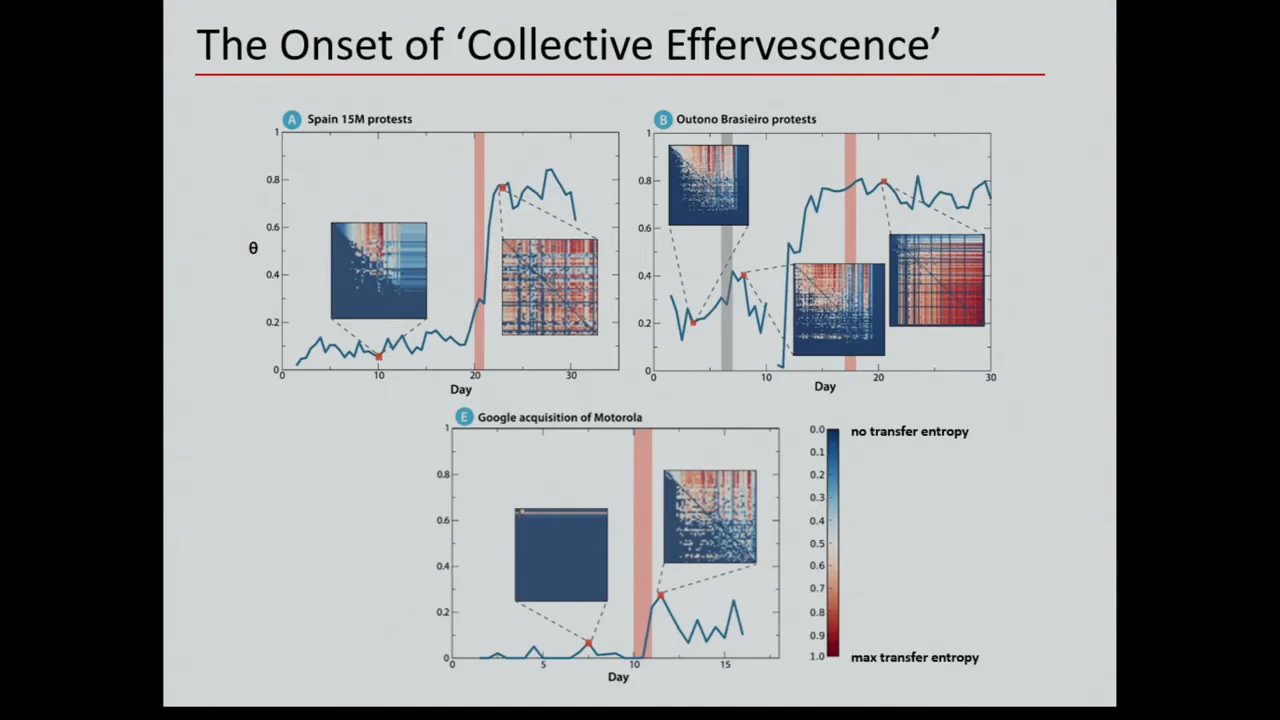 The Onset of ‘Collective Effervescence’
A Spain 15M protests
1
0.8
0.6
θ
0.4
0.2
0
0 10 20 30
Day
B Outono Brasieiro protests
1
0.8
0.6
0.4
0.2
0
0 10 20 30
Day
E Google acquisition of Motorola
1
0.8
0.6
0.4
0.2
0
0 5 10 15
Day
0.0 no transfer entropy
0.1
0.2
0.3
0.4
0.5
0.6
0.7
0.8
0.9
1.0 max transfer entropy